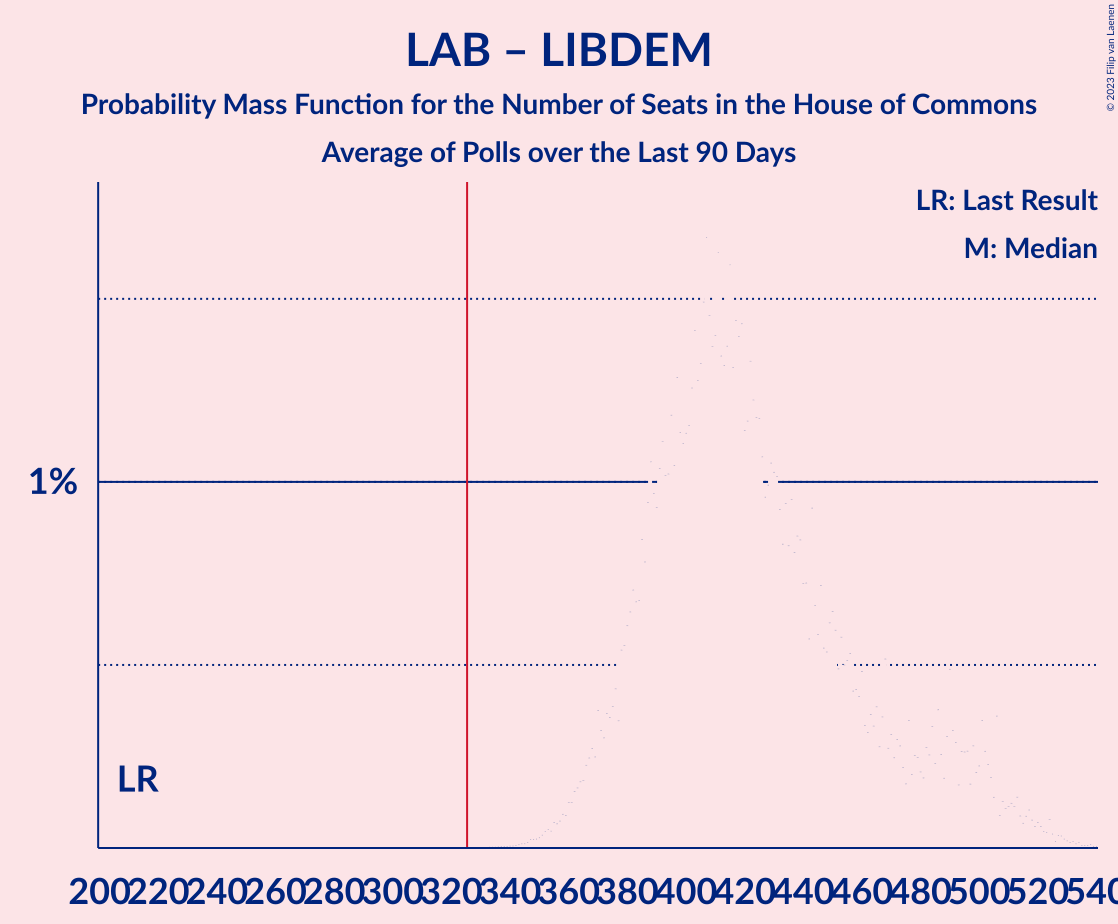 LAB – LIBDEM
Probability Mass Function for the Number of Seats in the House of Commons
Average of Polls over the Last 90 Days
© 2023 Filip van Laenen
LR: Last Result
M: Median
1%
LR
200 220 240 260 280 300 320 340 360 380 400 420 440 460 480 500 520 540